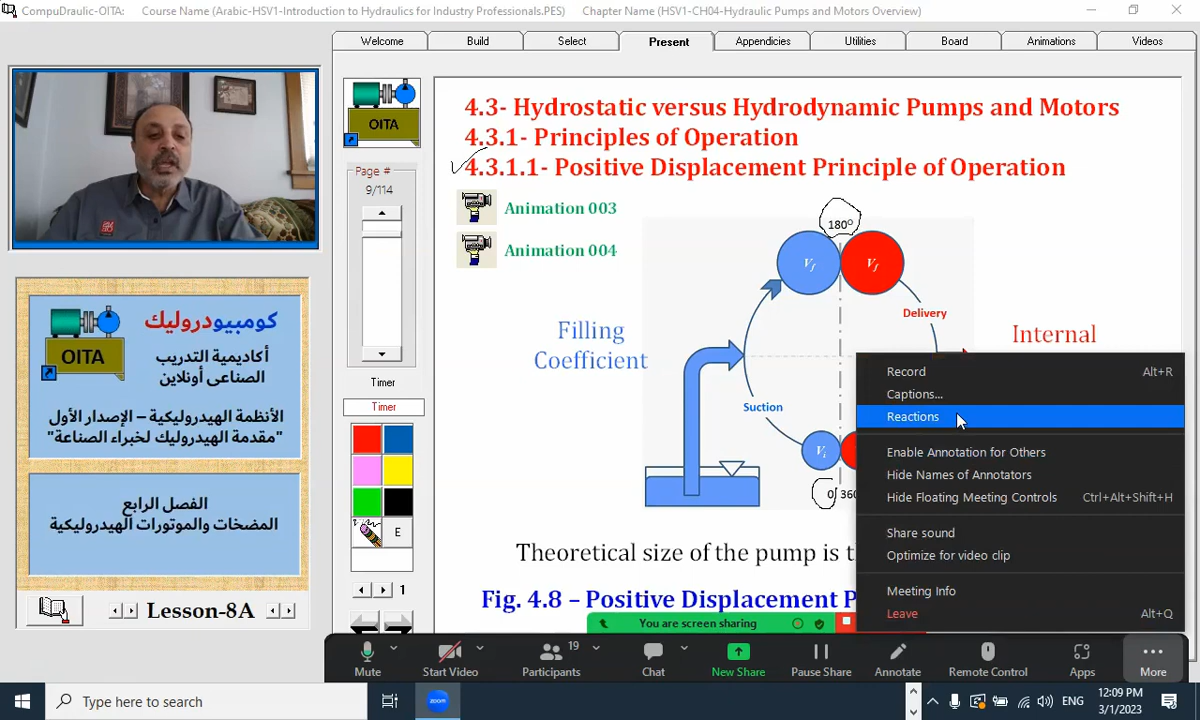 CompuDraulic-OITA:
Course Name (Arabic-HSV1-Introduction to Hydraulics for Industry Professionals.PES)
Chapter Name (HSV1-CH04-Hydraulic Pumps and Motors Overview)
Welcome
Build
Select
Present
Appendicies
Utilities
Board
Animations
Videos
OITA
Page #
9/114
Timer
Timer
E
1
4.3- Hydrostatic versus Hydrodynamic Pumps and Motors
4.3.1- Principles of Operation
4.3.1.1- Positive Displacement Principle of Operation
Animation 003
Animation 004
180⁰
Vf
Vf
Delivery
Filling
Coefficient
Internal
Suction
Vi
0/360
Theoretical size of the pump is
Fig. 4.8 – Positive Displacement P
كومبيودروليك
OITA
أكاديمية التدريب
الصناعى أونلاين
الأنظمة الهيدروليكية – الإصدار الأول
"مقدمة الهيدروليك لخبراء الصناعة"
الفصل الرابع
المضخات والموتورات الهيدروليكية
Lesson-8A
Record Alt+R
Captions...
Reactions
Enable Annotation for Others
Hide Names of Annotators
Hide Floating Meeting Controls Ctrl+Alt+Shift+H
Share sound
Optimize for video clip
Meeting Info
Leave Alt+Q
You are screen sharing
Mute
Start Video
Participants
19
Chat
New Share
Pause Share
Annotate
Remote Control
Apps
More
Type here to search
zoom
ENG
12:09 PM
3/1/2023